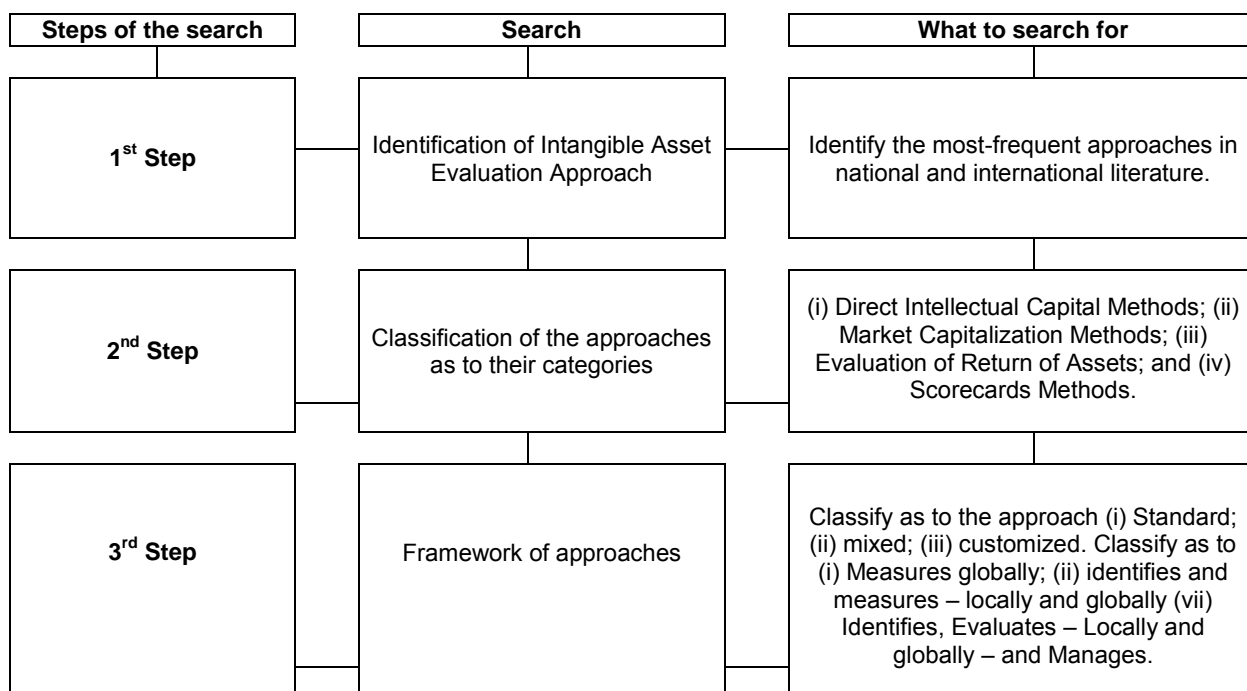 Steps of the search
Search
What to search for
1st Step
Identification of Intangible Asset
Evaluation Approach
Identify the most-frequent approaches in
national and international literature.
2nd Step
Classification of the approaches
as to their categories
(i) Direct Intellectual Capital Methods; (ii)
Market Capitalization Methods; (iii)
Evaluation of Return of Assets; and (iv)
Scorecards Methods.
3rd Step
Framework of approaches
Classify as to the approach (i) Standard;
(ii) mixed; (iii) customized. Classify as to
(i) Measures globally; (ii) identifies and
measures – locally and globally (vii)
Identifies, Evaluates – Locally and
globally – and Manages.